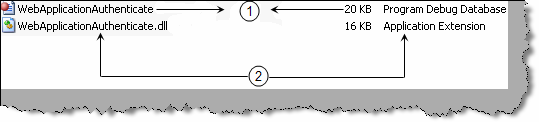 WebApplicationAuthenticate 1 20 KB Program Debug Database
WebApplicationAuthenticate.dll 16 KB Application Extension
2